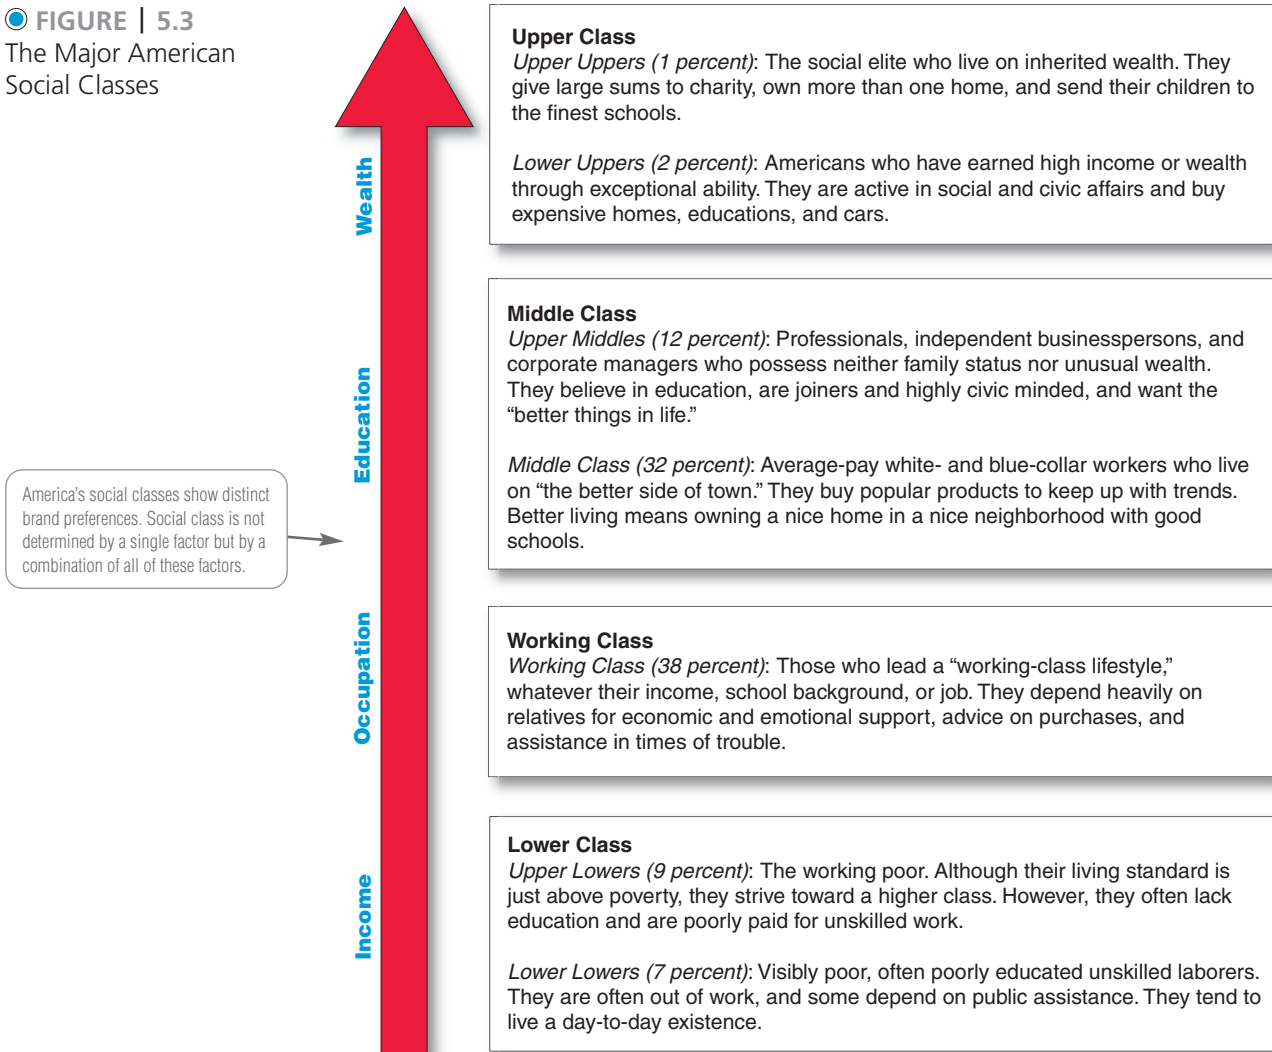 FIGURE | 5.3
The Major American
Social Classes
Wealth
Education
Occupation
Income
America's social classes show distinct
brand preferences. Social class is not
determined by a single factor but by a
combination of all of these factors.
Upper Class
Upper Uppers (1 percent): The social elite who live on inherited wealth. They
give large sums to charity, own more than one home, and send their children to
the finest schools.
Lower Uppers (2 percent): Americans who have earned high income or wealth
through exceptional ability. They are active in social and civic affairs and buy
expensive homes, educations, and cars.
Middle Class
Upper Middles (12 percent): Professionals, independent businesspersons, and
corporate managers who possess neither family status nor unusual wealth.
They believe in education, are joiners and highly civic minded, and want the
“better things in life.”
Middle Class (32 percent): Average-pay white- and blue-collar workers who live
on “the better side of town.” They buy popular products to keep up with trends.
Better living means owning a nice home in a nice neighborhood with good
schools.
Working Class
Working Class (38 percent): Those who lead a “working-class lifestyle,”
whatever their income, school background, or job. They depend heavily on
relatives for economic and emotional support, advice on purchases, and
assistance in times of trouble.
Lower Class
Upper Lowers (9 percent): The working poor. Although their living standard is
just above poverty, they strive toward a higher class. However, they often lack
education and are poorly paid for unskilled work.
Lower Lowers (7 percent): Visibly poor, often poorly educated unskilled laborers.
They are often out of work, and some depend on public assistance. They tend to
live a day-to-day existence.